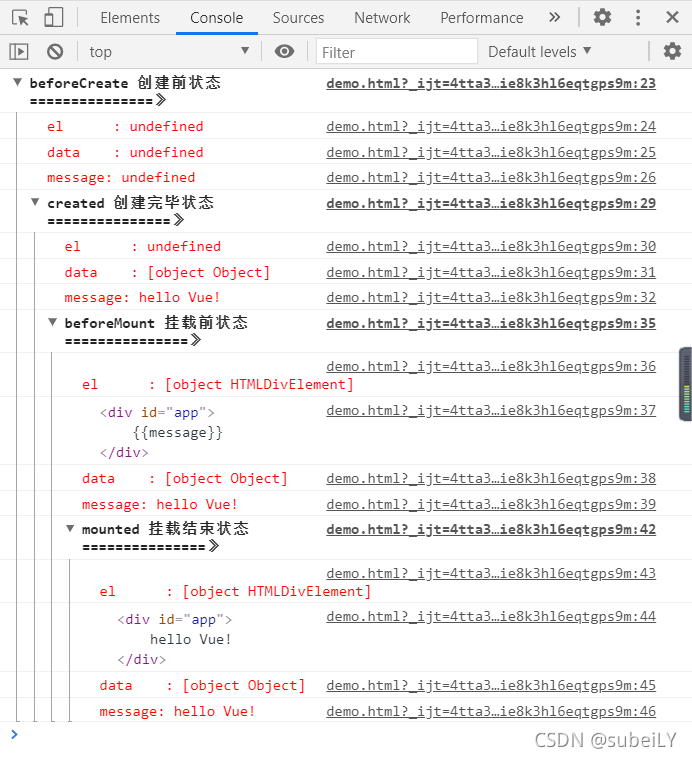 Elements Console Sources Network Performance »
top Filter Default levels
beforeCreate 创建前状态 demo.html?_ijt=4tta3…ie8k3hl6eqtgps9m:23
===============》
el : undefined demo.html?_ijt=4tta3…ie8k3hl6eqtgps9m:24
data : undefined demo.html?_ijt=4tta3…ie8k3hl6eqtgps9m:25
message: undefined demo.html?_ijt=4tta3…ie8k3hl6eqtgps9m:26
created 创建完毕状态 demo.html?_ijt=4tta3…ie8k3hl6eqtgps9m:29
===============》
el : undefined demo.html?_ijt=4tta3…ie8k3hl6eqtgps9m:30
data : [object Object] demo.html?_ijt=4tta3…ie8k3hl6eqtgps9m:31
message: hello Vue! demo.html?_ijt=4tta3…ie8k3hl6eqtgps9m:32
beforeMount 挂载前状态 demo.html?_ijt=4tta3…ie8k3hl6eqtgps9m:35
===============》
demo.html?_ijt=4tta3…ie8k3hl6eqtgps9m:36
el : [object HTMLDivElement]
<div id="app"> demo.html?_ijt=4tta3…ie8k3hl6eqtgps9m:37
{{message}}
</div>
data : [object Object] demo.html?_ijt=4tta3…ie8k3hl6eqtgps9m:38
message: hello Vue! demo.html?_ijt=4tta3…ie8k3hl6eqtgps9m:39
mounted 挂载结束状态 demo.html?_ijt=4tta3…ie8k3hl6eqtgps9m:42
===============》
demo.html?_ijt=4tta3…ie8k3hl6eqtgps9m:43
el : [object HTMLDivElement]
<div id="app"> demo.html?_ijt=4tta3…ie8k3hl6eqtgps9m:44
hello Vue!
</div>
data : [object Object] demo.html?_ijt=4tta3…ie8k3hl6eqtgps9m:45
message: hello Vue! demo.html?_ijt=4tta3…ie8k3hl6eqtgps9m:46
CSDN @subeiLY